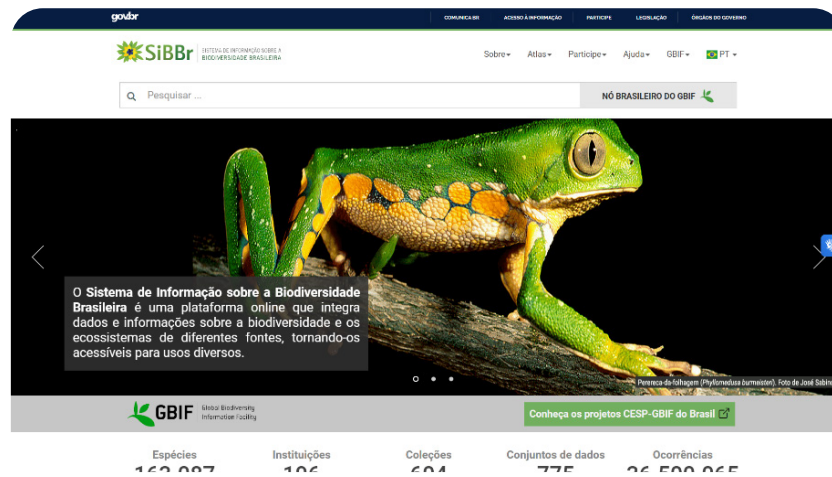 govbr
COMUNICA BR ACESSO À INFORMAÇÃO PARTICIPE LEGISLAÇÃO ÓRGÃOS DO GOVERNO
SiBBr SISTEMA DE INFORMAÇÃO SOBRE A
BIODIVERSIDADE BRASILEIRA
Sobre Atlas Participe Ajuda GBIF PT
Pesquisar ...
NÓ BRASILEIRO DO GBIF
O Sistema de Informação sobre a Biodiversidade
Brasileira é uma plataforma online que integra
dados e informações sobre a biodiversidade e os
ecossistemas de diferentes fontes, tornando-os
acessíveis para usos diversos.
Perereca-da-folhagem (Phyllomedusa burmeisteri). Foto de José Sabino
GBIF Global Biodiversity
Information Facility
Conheça os projetos CESP-GBIF do Brasil
Espécies Instituições Coleções Conjuntos de dados Ocorrências